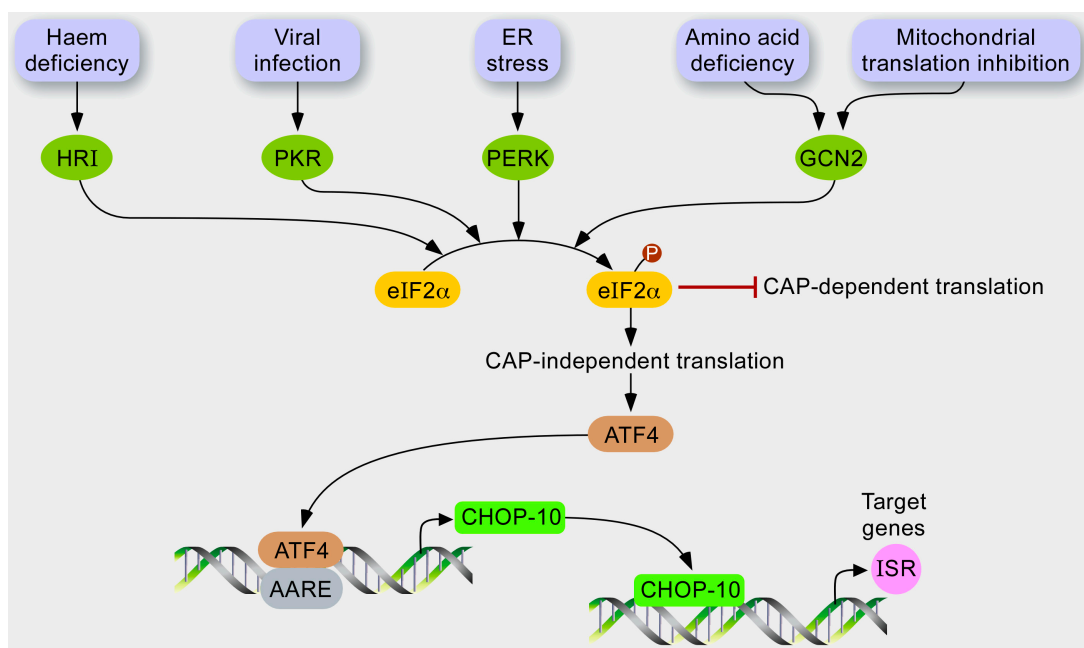 Haem
deficiency
Viral
infection
ER
stress
Amino acid
deficiency
Mitochondrial
translation inhibition
HRI
PKR
PERK
GCN2
P
eIF2α
eIF2α
CAP-dependent translation
CAP-independent translation
ATF4
CHOP-10
Target
genes
ATF4
AARE
CHOP-10
ISR